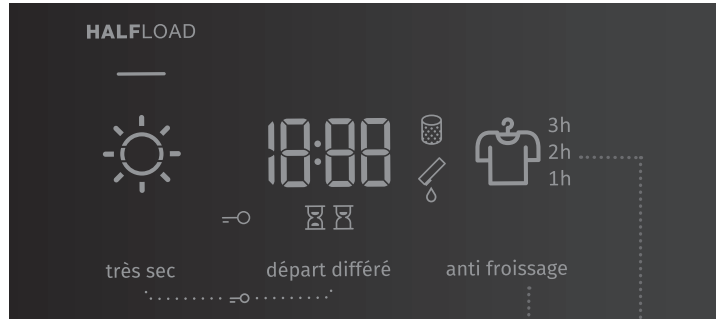 HALFLOAD
18:88
3h
2h
1h
très sec
départ différé
anti froissage